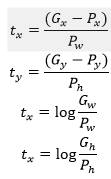 t_x = (G_x − P_x) / P_w
t_y = (G_y − P_y) / P_h
t_x = log G_w / P_w
t_x = log G_h / P_h